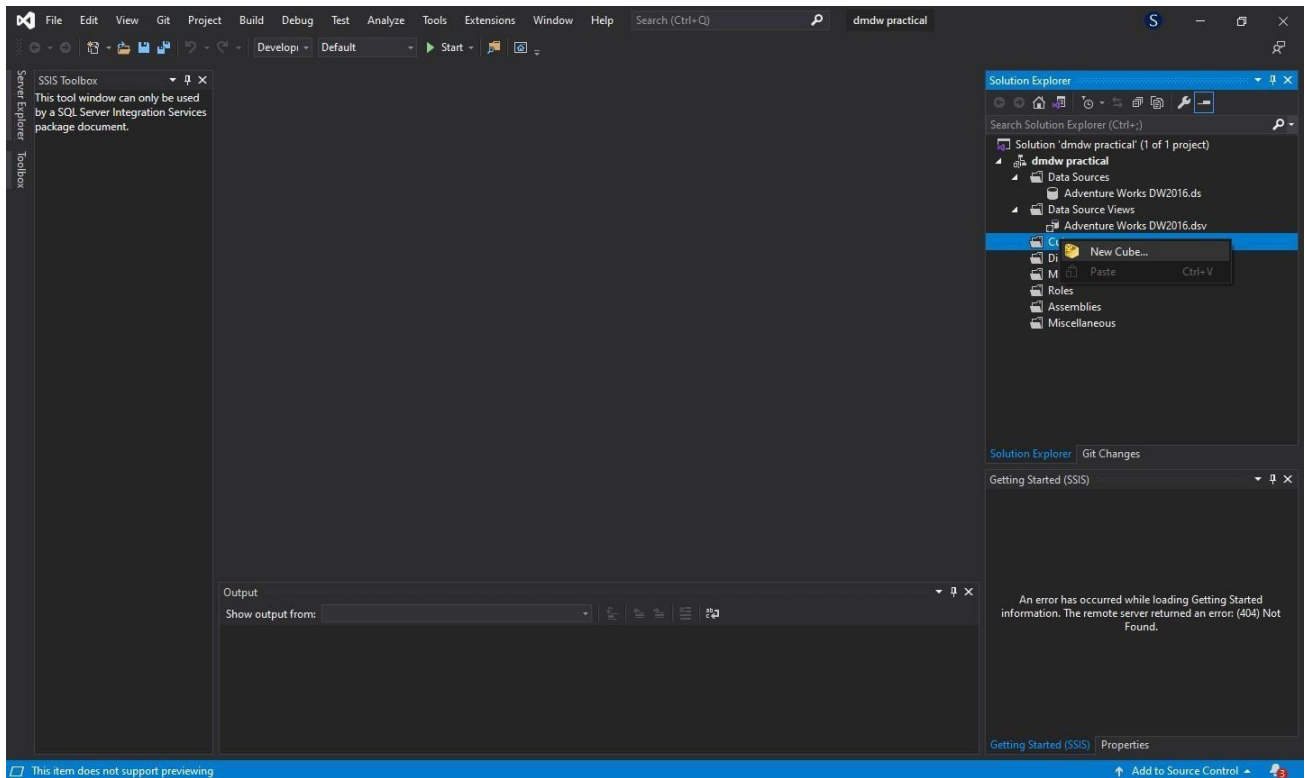 File Edit View Git Project Build Debug Test Analyze Tools Extensions Window Help Search (Ctrl+Q) dmdw practical S
Developı Default Start
Server Explorer
Toolbox
SSIS Toolbox
This tool window can only be used
by a SQL Server Integration Services
package document.
Solution Explorer
Search Solution Explorer (Ctrl+;)
Solution 'dmdw practical' (1 of 1 project)
dmdw practical
Data Sources
Adventure Works DW2016.ds
Data Source Views
Adventure Works DW2016.dsv
New Cube...
Di
M Paste Ctrl+V
Roles
Assemblies
Miscellaneous
Solution Explorer Git Changes
Getting Started (SSIS)
An error has occurred while loading Getting Started
information. The remote server returned an error: (404) Not
Found.
Getting Started (SSIS) Properties
Output
Show output from:
This item does not support previewing
Add to Source Control 3